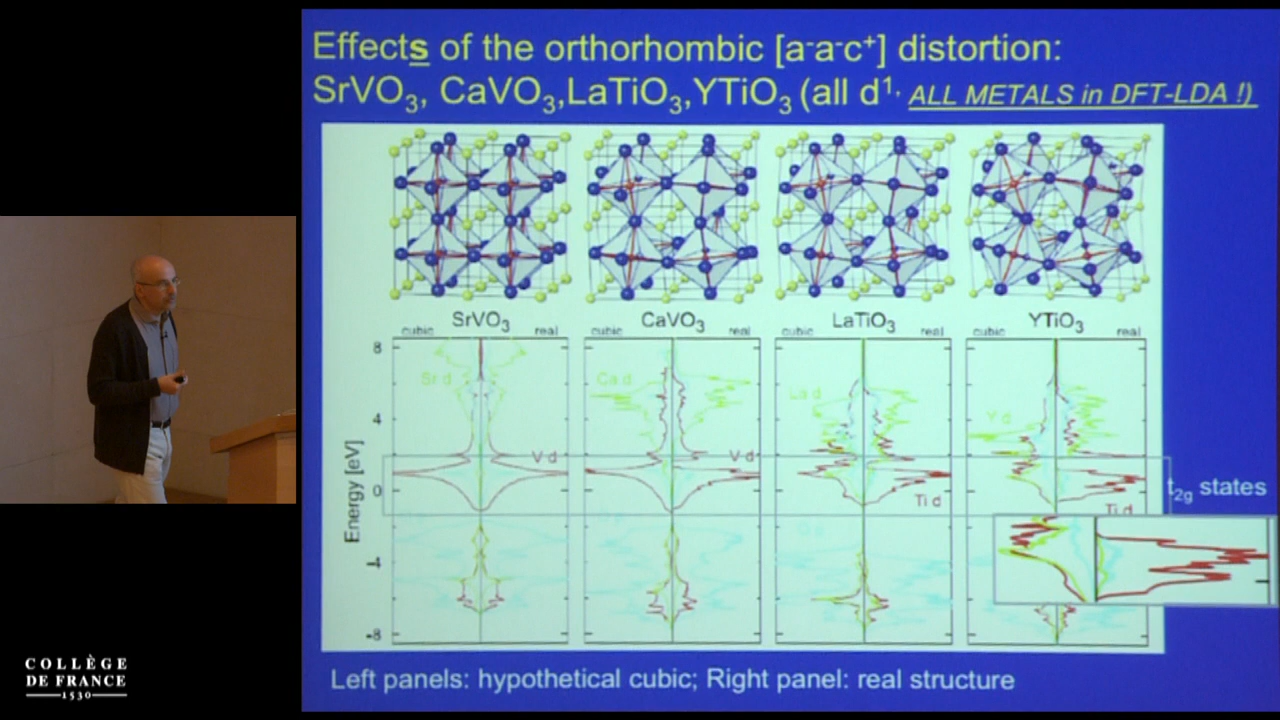 Effects of the orthorhombic [a⁻a⁻c⁺] distortion:
SrVO₃, CaVO₃,LaTiO₃,YTiO₃ (all d¹, ALL METALS in DFT-LDA !)
SrVO₃ CaVO₃ LaTiO₃ YTiO₃
cubic real cubic real cubic real cubic real
8
Sr d Ca d La d Y d
4
V d V d
Energy [eV]
0
t₂g states
Ti d Ti d
-4
-8
Left panels: hypothetical cubic; Right panel: real structure
COLLÈGE
DE FRANCE
1530